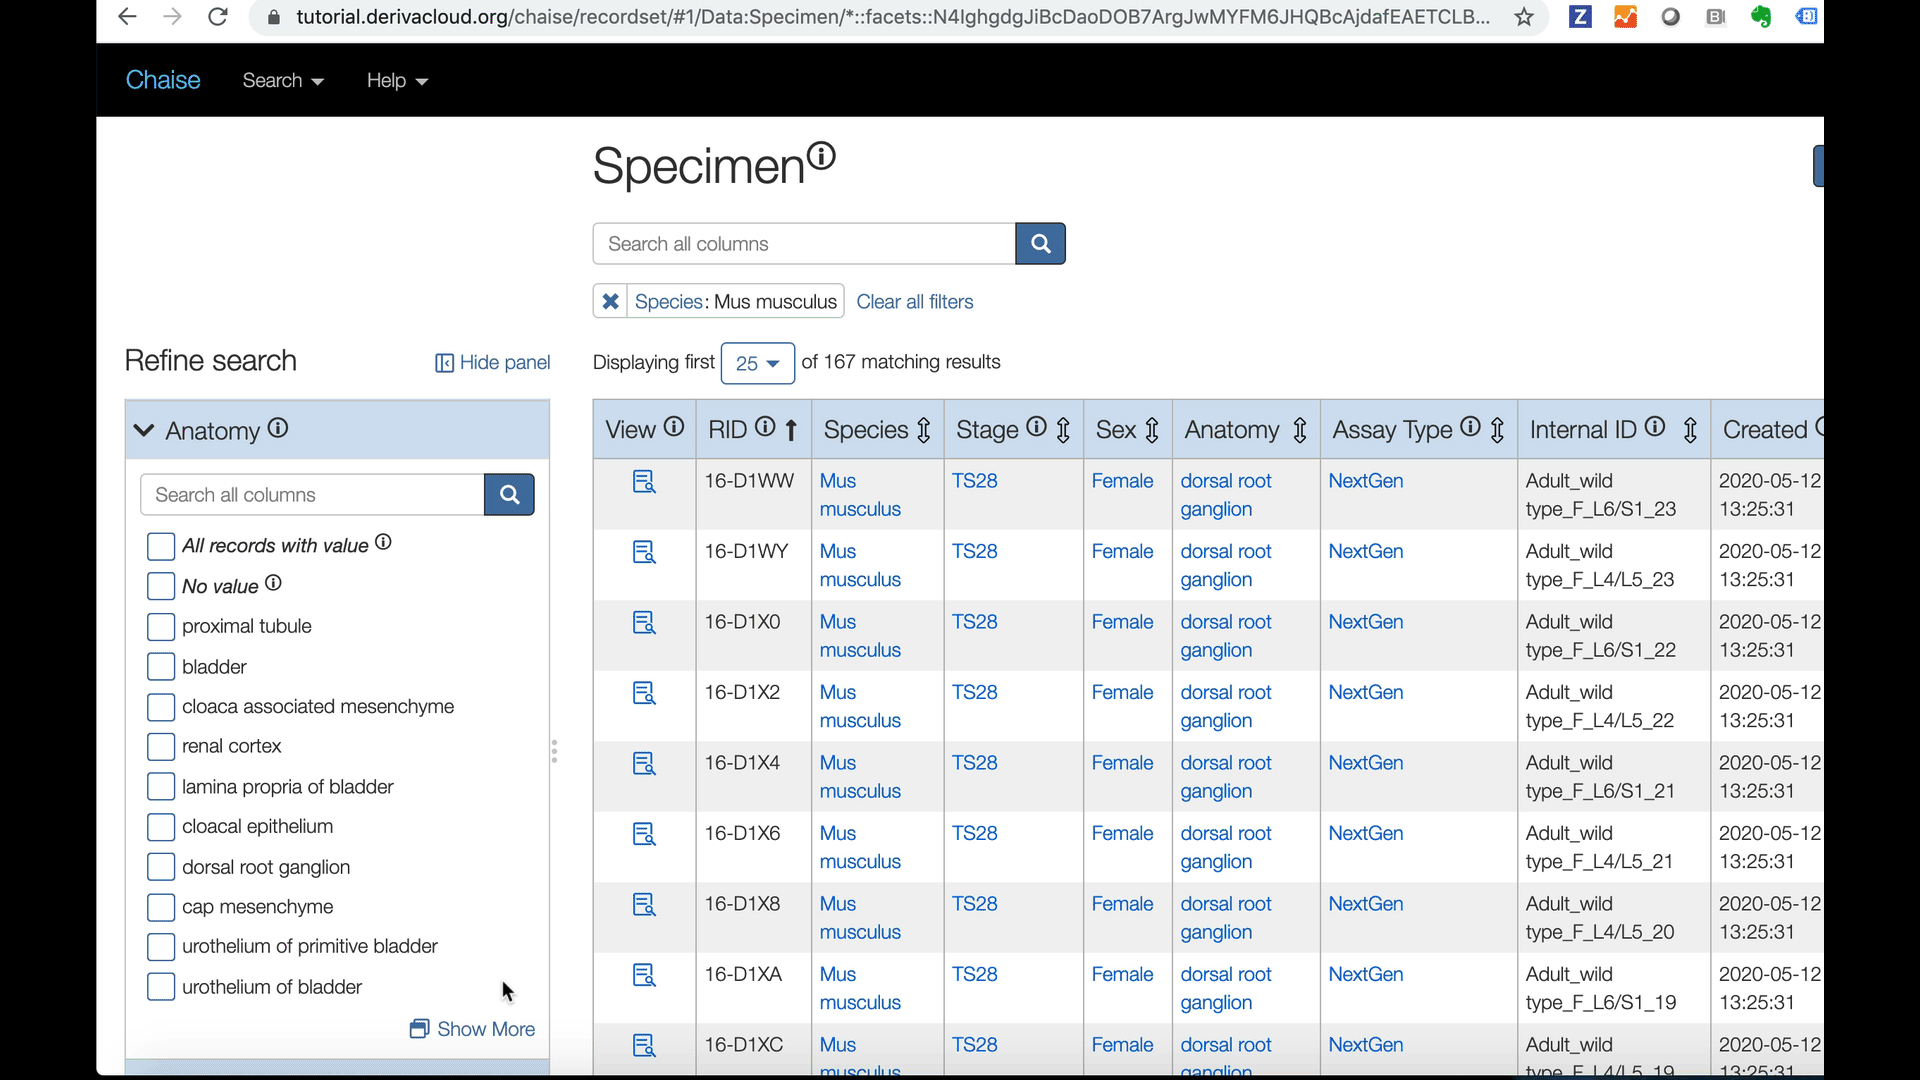 tutorial.derivacloud.org/chaise/recordset/#1/Data:Specimen/*::facets::N4IghgdgJiBcDaoDOB7ArgJwMYFM6JHQBcAjdafEAETCLB...
Chaise Search Help
Specimen
Search all columns
Species: Mus musculus Clear all filters
Refine search Hide panel
Displaying first 25 of 167 matching results
Anatomy
Search all columns
All records with value
No value
proximal tubule
bladder
cloaca associated mesenchyme
renal cortex
lamina propria of bladder
cloacal epithelium
dorsal root ganglion
cap mesenchyme
urothelium of primitive bladder
urothelium of bladder
Show More
View RID Species Stage Sex Anatomy Assay Type Internal ID Created
16-D1WW Mus TS28 Female dorsal root NextGen Adult_wild 2020-05-12
musculus ganglion type_F_L6/S1_23 13:25:31
16-D1WY Mus TS28 Female dorsal root NextGen Adult_wild 2020-05-12
musculus ganglion type_F_L4/L5_23 13:25:31
16-D1X0 Mus TS28 Female dorsal root NextGen Adult_wild 2020-05-12
musculus ganglion type_F_L6/S1_22 13:25:31
16-D1X2 Mus TS28 Female dorsal root NextGen Adult_wild 2020-05-12
musculus ganglion type_F_L4/L5_22 13:25:31
16-D1X4 Mus TS28 Female dorsal root NextGen Adult_wild 2020-05-12
musculus ganglion type_F_L6/S1_21 13:25:31
16-D1X6 Mus TS28 Female dorsal root NextGen Adult_wild 2020-05-12
musculus ganglion type_F_L4/L5_21 13:25:31
16-D1X8 Mus TS28 Female dorsal root NextGen Adult_wild 2020-05-12
musculus ganglion type_F_L4/L5_20 13:25:31
16-D1XA Mus TS28 Female dorsal root NextGen Adult_wild 2020-05-12
musculus ganglion type_F_L6/S1_19 13:25:31
16-D1XC Mus TS28 Female dorsal root NextGen Adult_wild 2020-05-12
musculus ganglion type_F_L4/L5_19 13:25:31